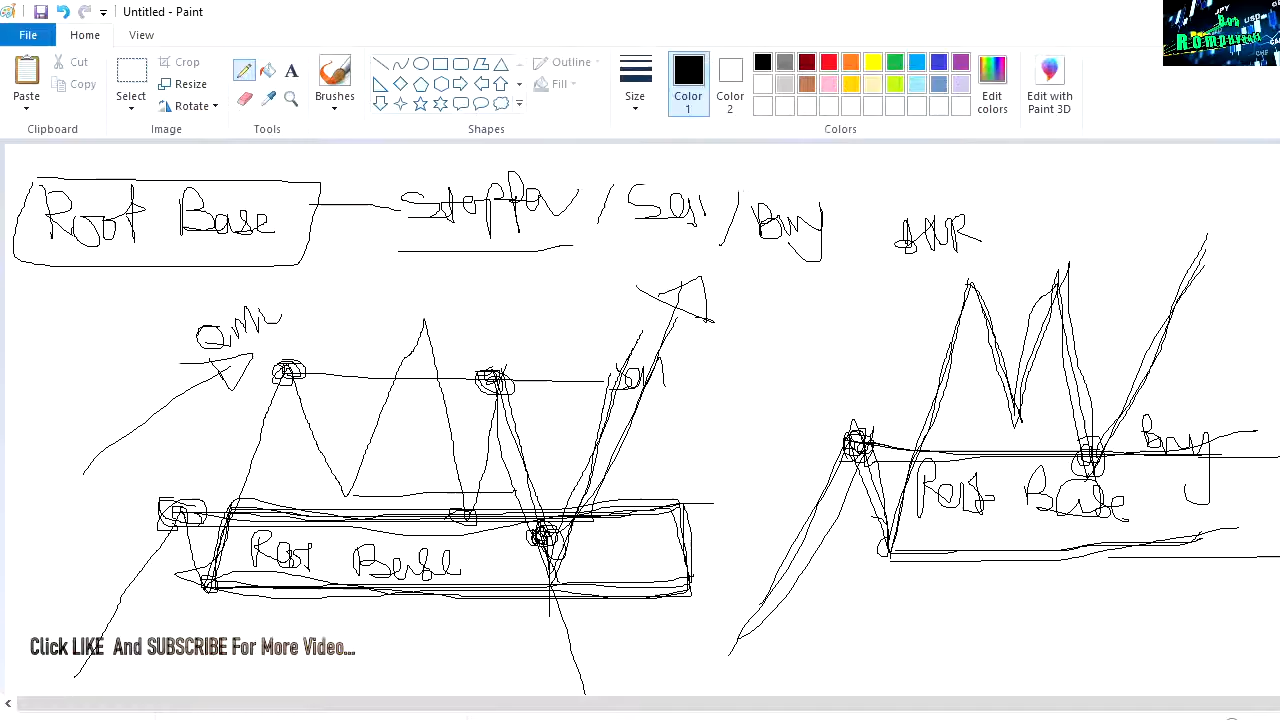 Untitled - Paint
File Home View
Paste Cut Copy Select Crop Resize Rotate Brushes Outline Fill Size Color 1 Color 2 Edit colors Edit with Paint 3D
Clipboard Image Tools Shapes Colors
Root Base / / Buy SNR
Root Base
Buy
Root Base
Click LIKE And SUBSCRIBE For More Video...